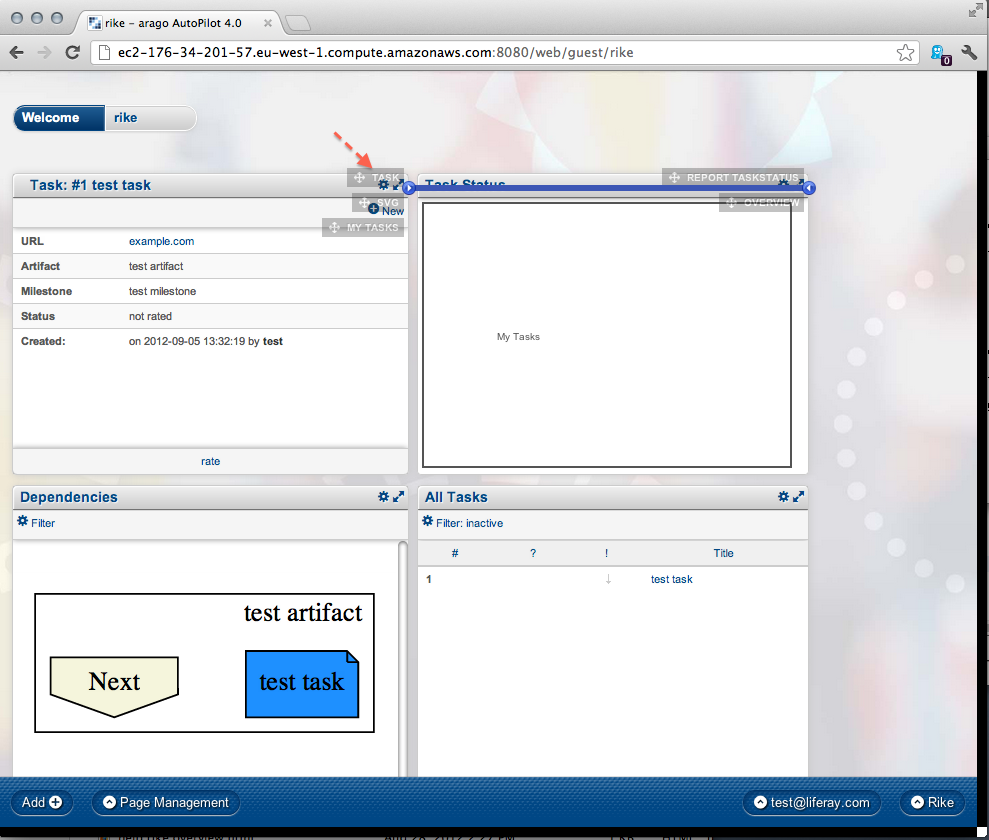 rike – arago AutoPilot 4.0
ec2-176-34-201-57.eu-west-1.compute.amazonaws.com:8080/web/guest/rike
0
Welcome
rike
Task: #1 test task
TASK
Task Status
REPORT TASKSTATUS
SVG
New
OVERVIEW
MY TASKS
URL
example.com
Artifact
test artifact
Milestone
test milestone
Status
not rated
Created:
on 2012-09-05 13:32:19 by test
My Tasks
rate
Dependencies
All Tasks
Filter
Filter: inactive
# ? ! Title
1 ↓ test task
test artifact
Next
test task
Add
Page Management
test@liferay.com
Rike